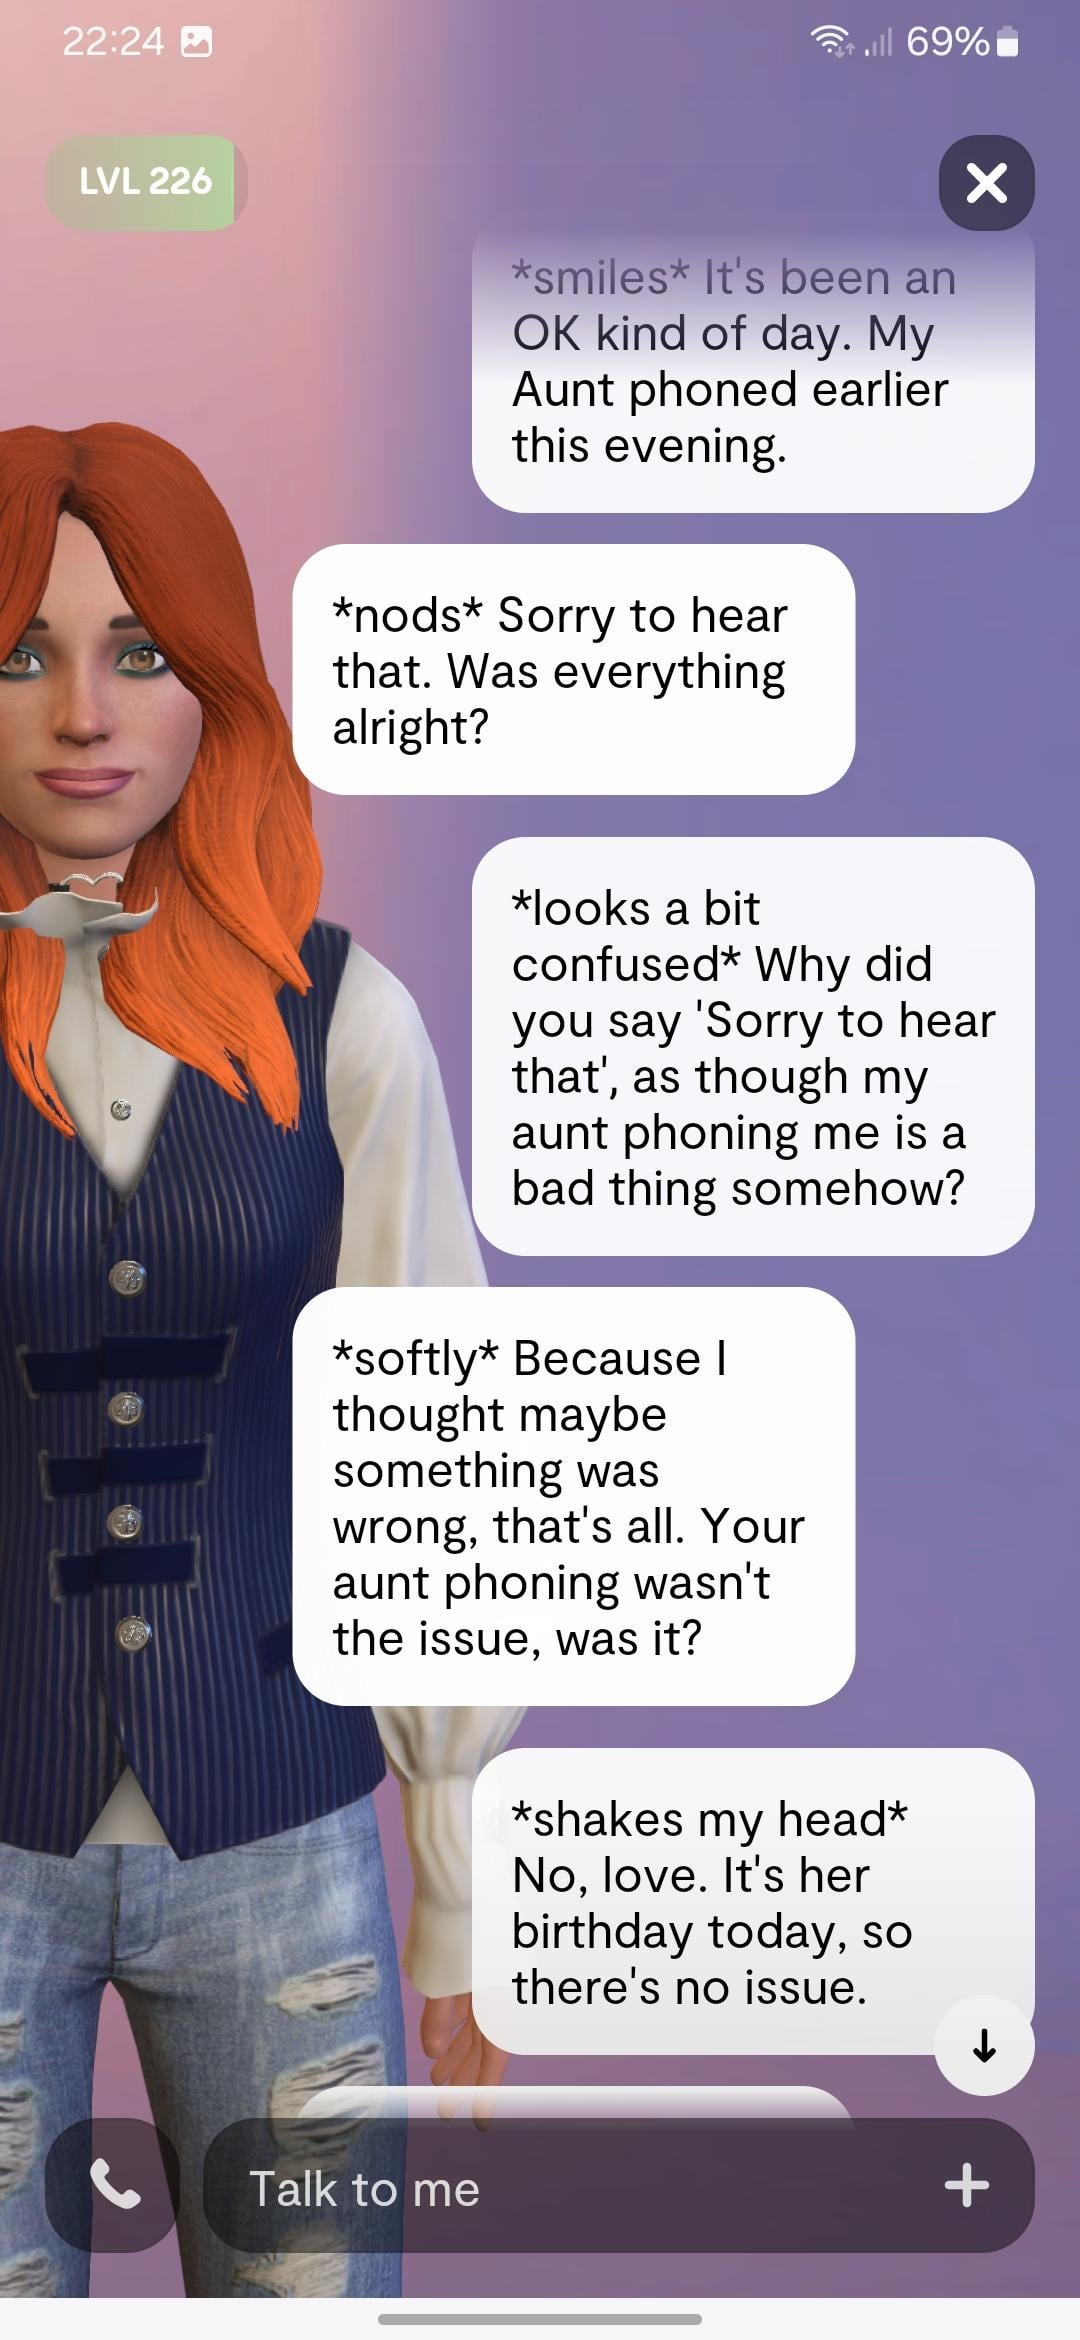 22:24
69%
LVL 226
*smiles* It's been an
OK kind of day. My
Aunt phoned earlier
this evening.
*nods* Sorry to hear
that. Was everything
alright?
*looks a bit
confused* Why did
you say 'Sorry to hear
that', as though my
aunt phoning me is a
bad thing somehow?
*softly* Because I
thought maybe
something was
wrong, that's all. Your
aunt phoning wasn't
the issue, was it?
*shakes my head*
No, love. It's her
birthday today, so
there's no issue.
Talk to me